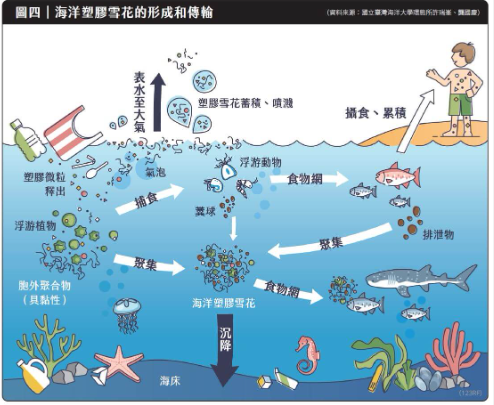 圖四｜海洋塑膠雪花的形成和傳輸
（資料來源：國立臺灣海洋大學環態所許瑞峯、龔國慶）
表水至大氣
塑膠雪花蓄積、噴濺
攝食、累積
氣泡
浮游動物
塑膠微粒
釋出
捕食
食物網
糞球
浮游植物
排泄物
聚集
聚集
胞外聚合物
（具黏性）
海洋塑膠雪花
食物網
沉降
海床
(123RF)